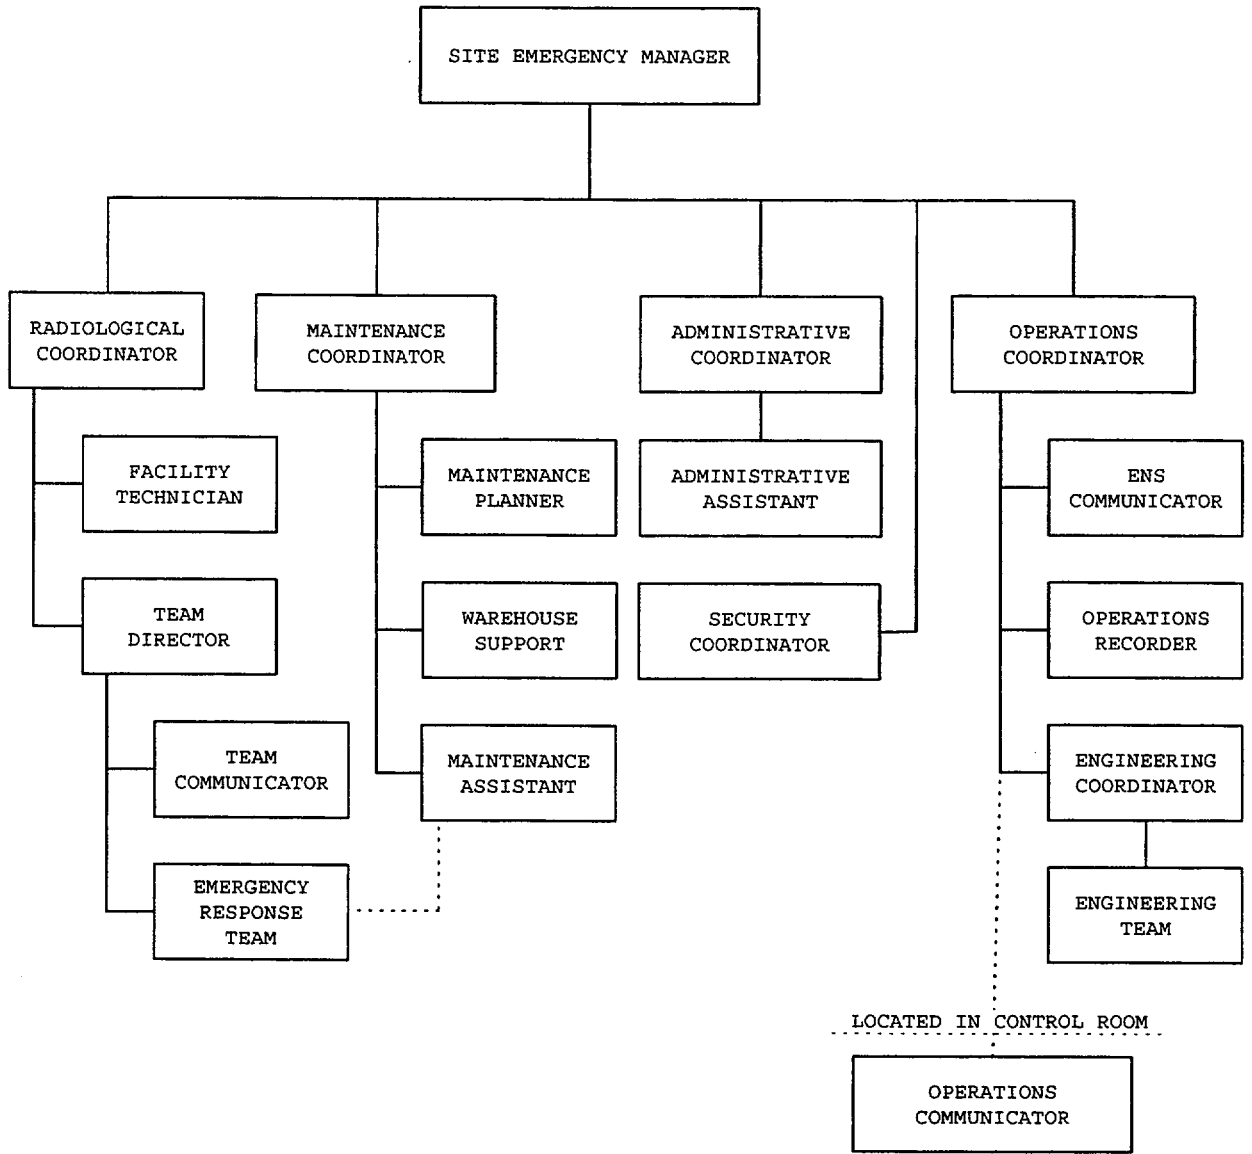 SITE EMERGENCY MANAGER
RADIOLOGICAL
COORDINATOR
MAINTENANCE
COORDINATOR
ADMINISTRATIVE
COORDINATOR
OPERATIONS
COORDINATOR
FACILITY
TECHNICIAN
MAINTENANCE
PLANNER
ADMINISTRATIVE
ASSISTANT
ENS
COMMUNICATOR
TEAM
DIRECTOR
WAREHOUSE
SUPPORT
SECURITY
COORDINATOR
OPERATIONS
RECORDER
TEAM
COMMUNICATOR
MAINTENANCE
ASSISTANT
ENGINEERING
COORDINATOR
EMERGENCY
RESPONSE
TEAM
ENGINEERING
TEAM
LOCATED IN CONTROL ROOM
OPERATIONS
COMMUNICATOR